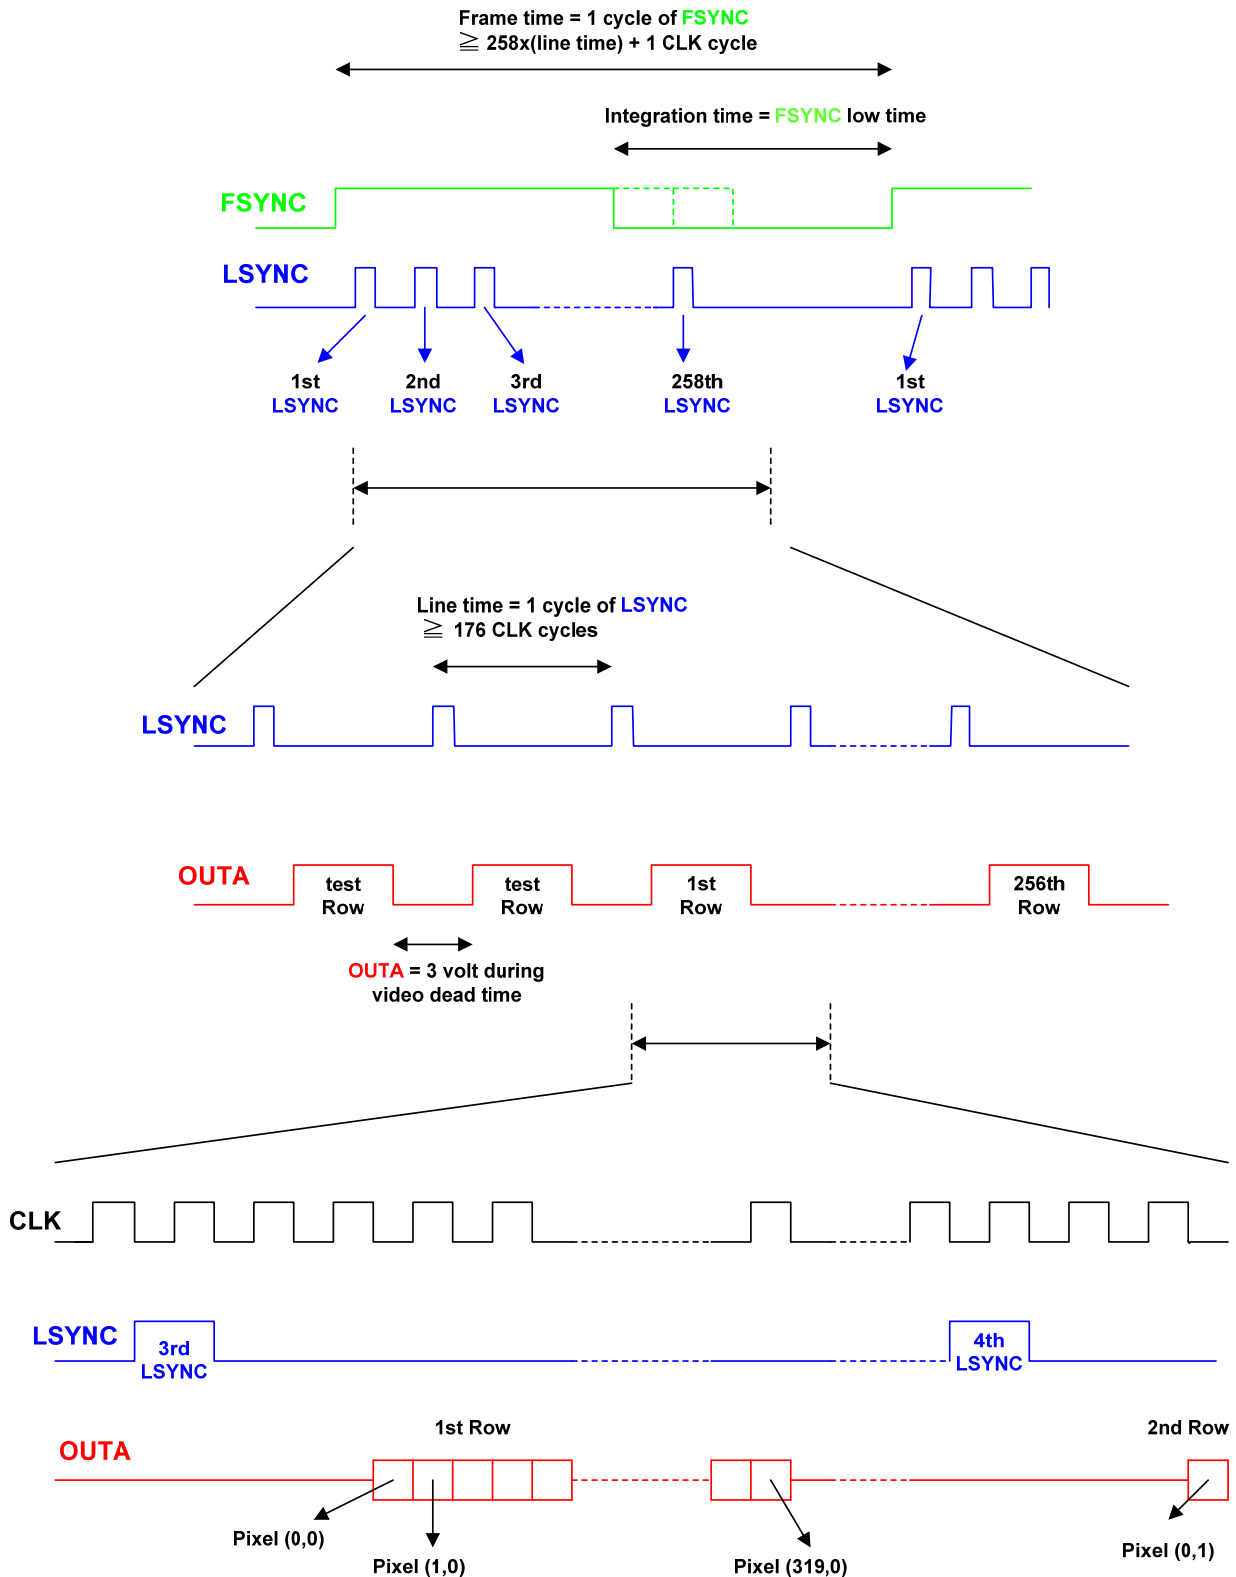 Frame time = 1 cycle of FSYNC
≧ 258x(line time) + 1 CLK cycle
Integration time = FSYNC low time
FSYNC
LSYNC
1st
LSYNC
2nd
LSYNC
3rd
LSYNC
258th
LSYNC
1st
LSYNC
Line time = 1 cycle of LSYNC
≧ 176 CLK cycles
LSYNC
OUTA
test
Row
test
Row
1st
Row
256th
Row
OUTA = 3 volt during
video dead time
CLK
LSYNC
3rd
LSYNC
4th
LSYNC
1st Row
2nd Row
OUTA
Pixel (0,0)
Pixel (1,0)
Pixel (319,0)
Pixel (0,1)